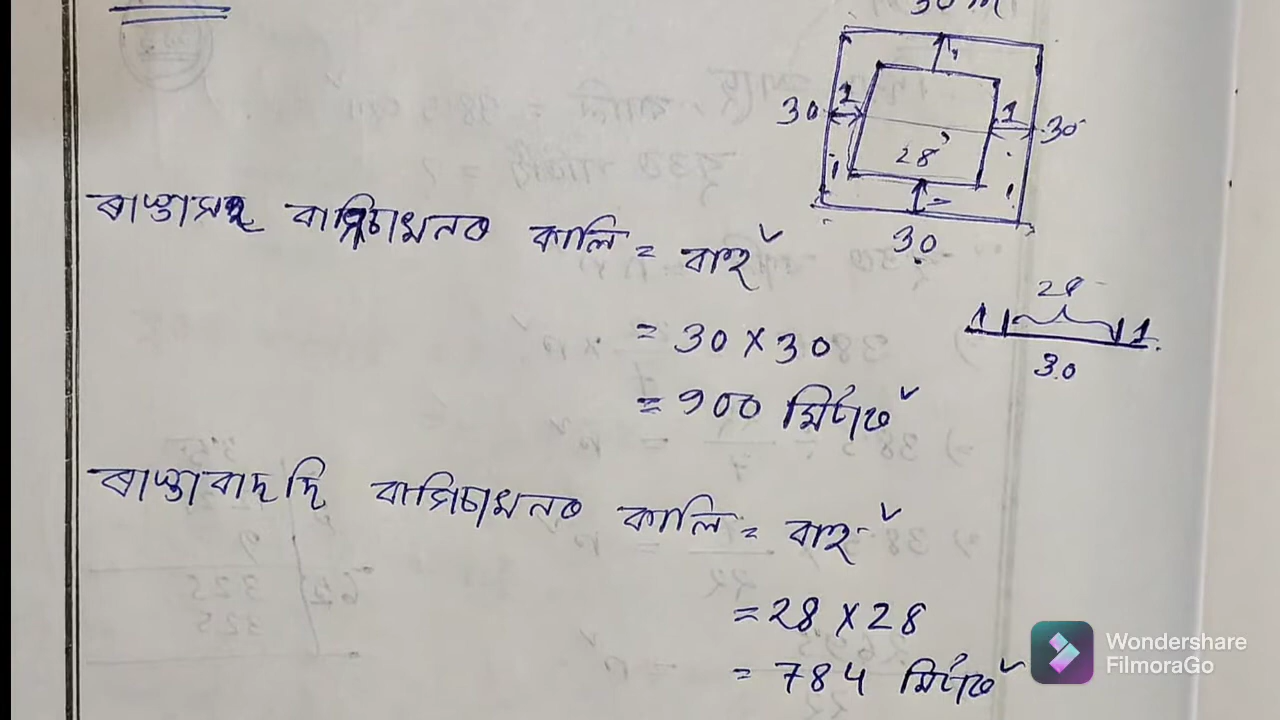 30 m
1
30
1
1
30
28
30
ৰাস্তাসহ বাগিচাখনৰ কালি = বাহু²
= 30 × 30
= 900 মিটাৰ²
28
1
1
30
ৰাস্তাবাদ দি বাগিচাখনৰ কালি = বাহু²
= 28 × 28
= 784 মিটাৰ²
Wondershare
FilmoraGo